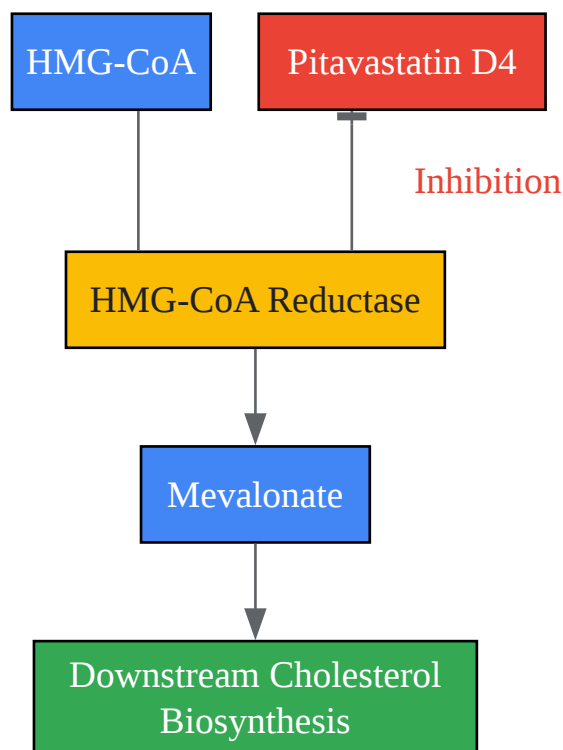 HMG-CoA
Pitavastatin D4
Inhibition
HMG-CoA Reductase
Mevalonate
Downstream Cholesterol
Biosynthesis